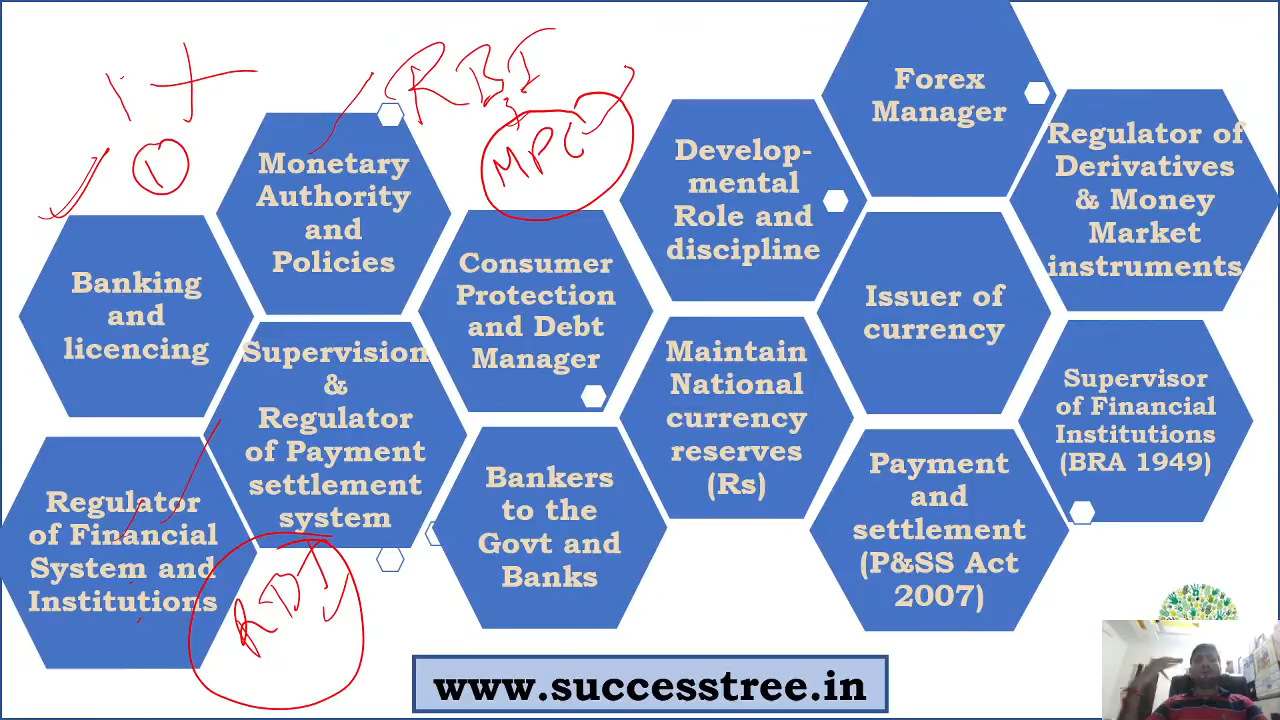 RBI
MPC
Monetary
Authority
and
Policies
Banking
and
licencing
Supervision
&
Regulator
of Payment
settlement
system
Regulator
of Financial
System and
Institutions
Consumer
Protection
and Debt
Manager
Bankers
to the
Govt and
Banks
Develop-
mental
Role and
discipline
Maintain
National
currency
reserves
(Rs)
Forex
Manager
Issuer of
currency
Payment
and
settlement
(P&SS Act
2007)
Regulator of
Derivatives
& Money
Market
instruments
Supervisor
of Financial
Institutions
(BRA 1949)
www.successtree.in